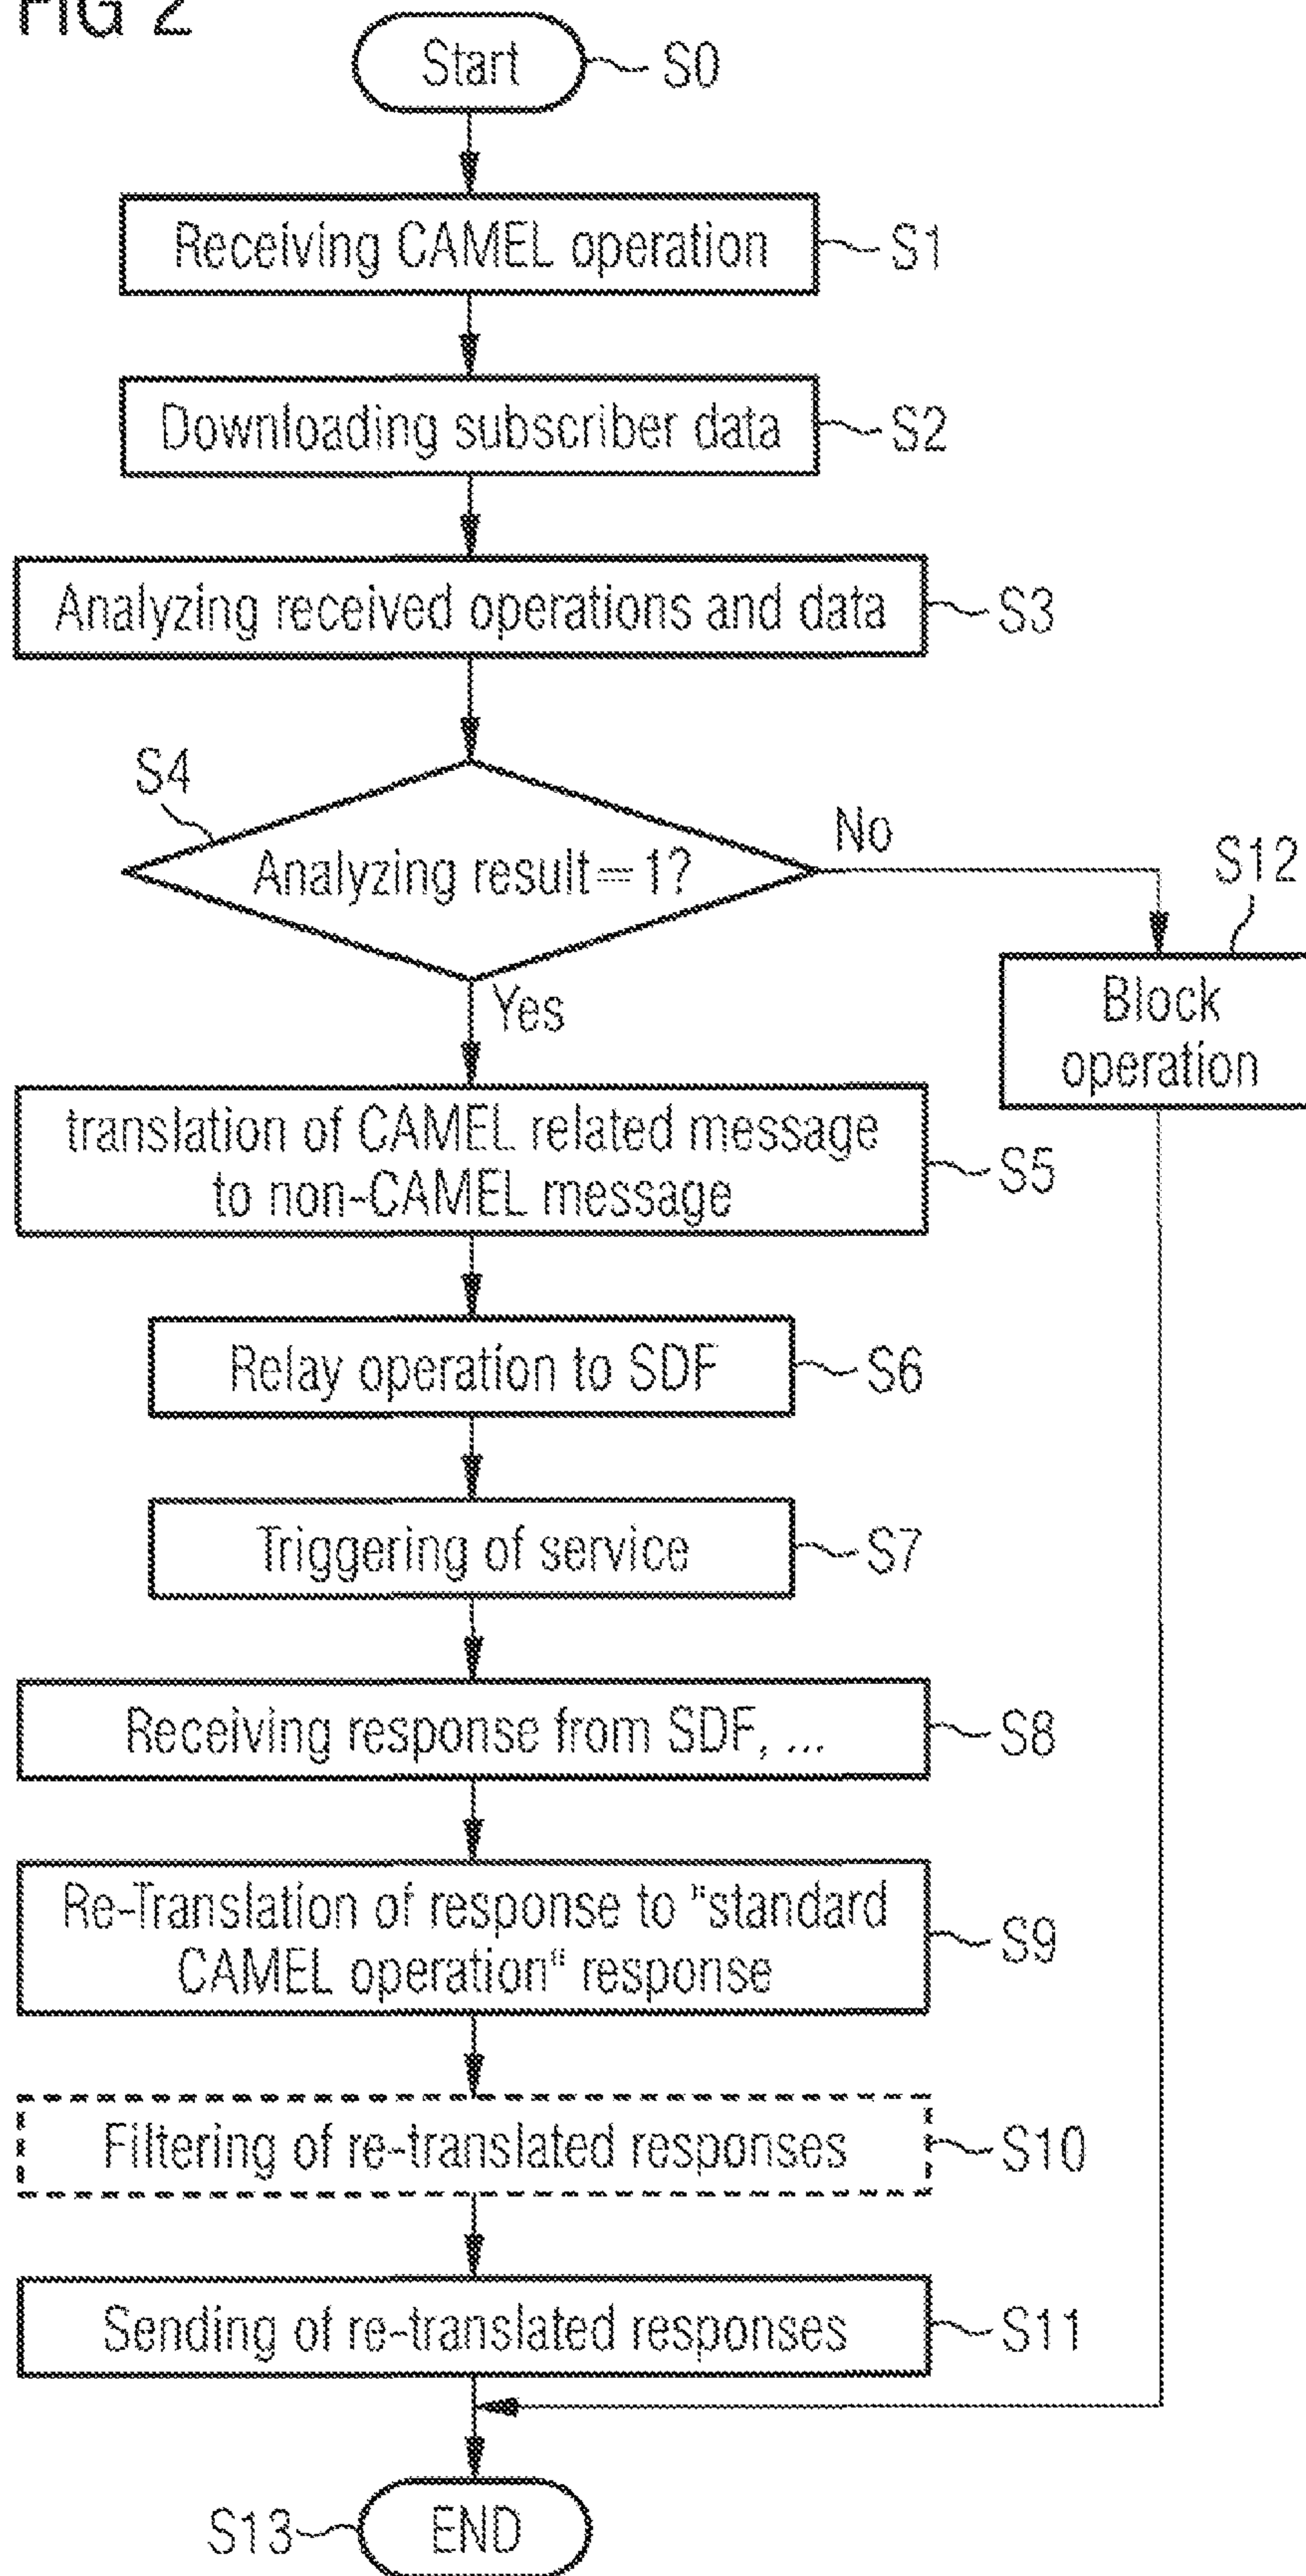 FIG 2
Start
S0
Receiving CAMEL operation
S1
Downloading subscriber data
S2
Analyzing received operations and data
S3
S4
Analyzing result == 1?
No
S12
Yes
Block
operation
translation of CAMEL related message
to non-CAMEL message
S5
Relay operation to SDF
S6
Triggering of service
S7
Receiving response from SDF, ...
S8
Re-Translation of response to "standard
CAMEL operation" response
S9
Filtering of re-translated responses
S10
Sending of re-translated responses
S11
S13
END